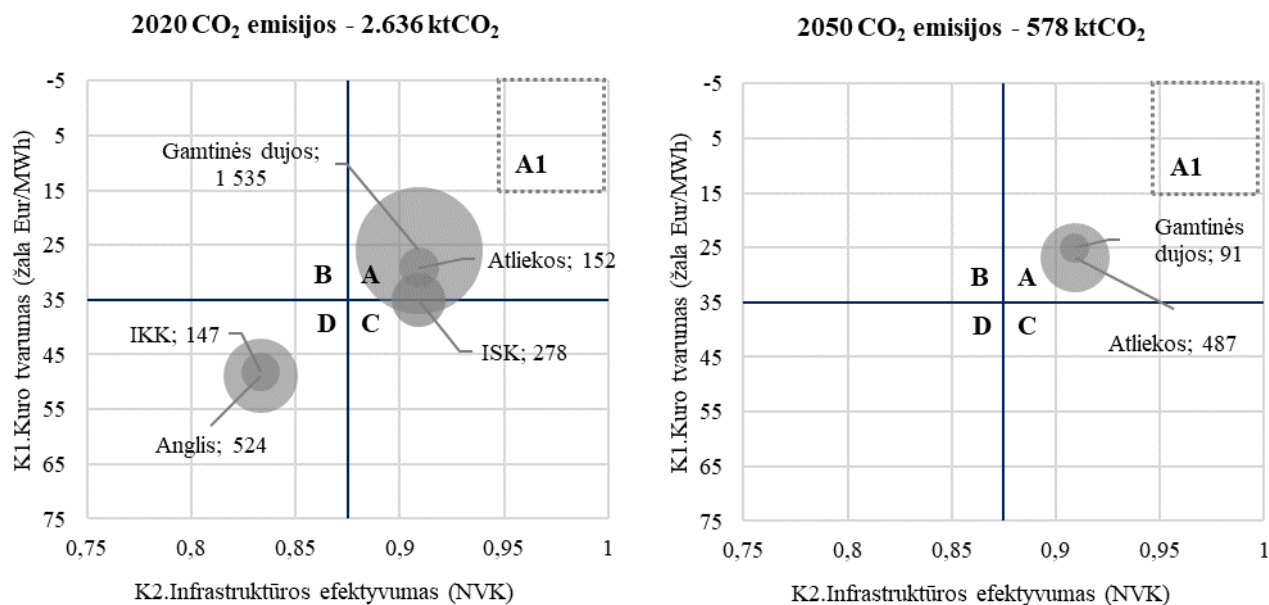 2020 CO₂ emisijos - 2.636 ktCO₂
K1.Kuro tvarumas (žala Eur/MWh)
-5
5
15
25
35
45
55
65
75
A1
Gamtinės dujos;
1 535
Atliekos; 152
B A
D C
IKK; 147
ISK; 278
Anglis; 524
0,75 0,8 0,85 0,9 0,95 1
K2.Infrastruktūros efektyvumas (NVK)
2050 CO₂ emisijos - 578 ktCO₂
K1.Kuro tvarumas (žala Eur/MWh)
-5
5
15
25
35
45
55
65
75
A1
Gamtinės
dujos; 91
B A
D C
Atliekos; 487
0,75 0,8 0,85 0,9 0,95 1
K2.Infrastruktūros efektyvumas (NVK)